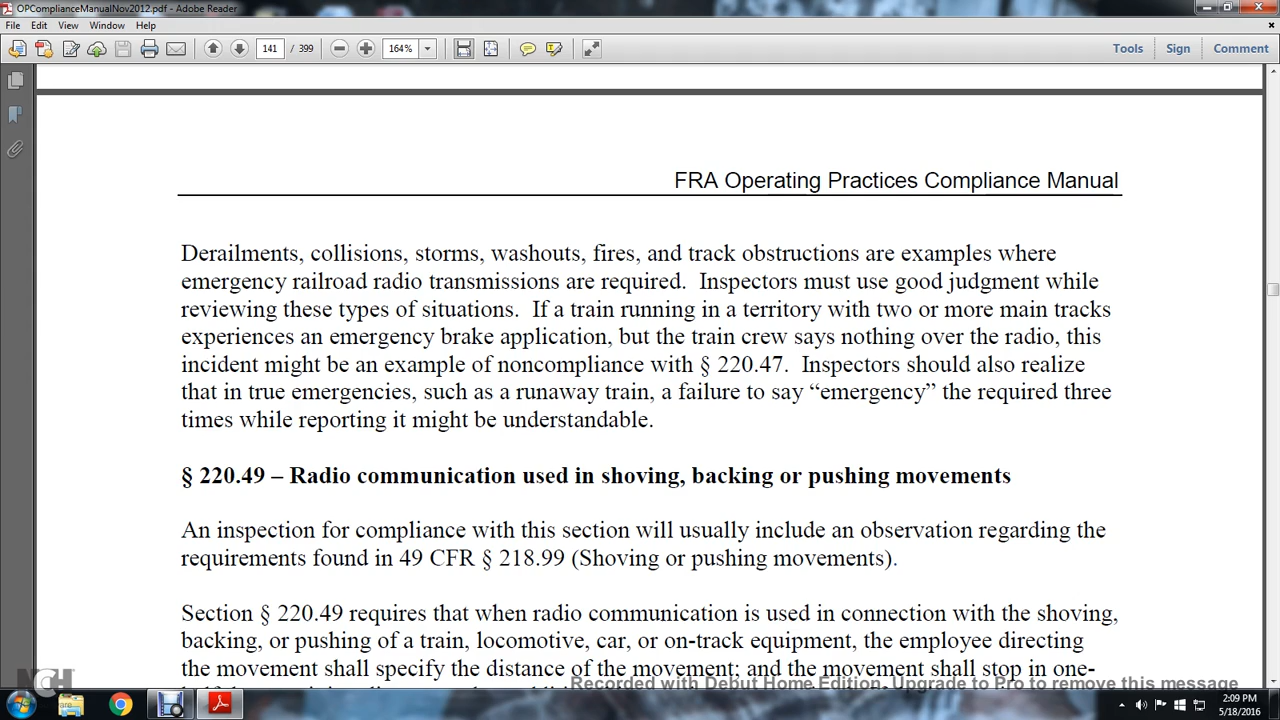 OPComplianceManualNov2012.pdf - Adobe Reader
File Edit View Window Help
141 / 399 164% Tools Sign Comment
FRA Operating Practices Compliance Manual
Derailments, collisions, storms, washouts, fires, and track obstructions are examples where
emergency railroad radio transmissions are required. Inspectors must use good judgment while
reviewing these types of situations. If a train running in a territory with two or more main tracks
experiences an emergency brake application, but the train crew says nothing over the radio, this
incident might be an example of noncompliance with § 220.47. Inspectors should also realize
that in true emergencies, such as a runaway train, a failure to say “emergency” the required three
times while reporting it might be understandable.
§ 220.49 – Radio communication used in shoving, backing or pushing movements
An inspection for compliance with this section will usually include an observation regarding the
requirements found in 49 CFR § 218.99 (Shoving or pushing movements).
Section § 220.49 requires that when radio communication is used in connection with the shoving,
backing, or pushing of a train, locomotive, car, or on-track equipment, the employee directing
the movement shall specify the distance of the movement; and the movement shall stop in one-
Recorded with Debut Home Edition. Upgrade to Pro to remove this message
NCH
2:09 PM
5/18/2016